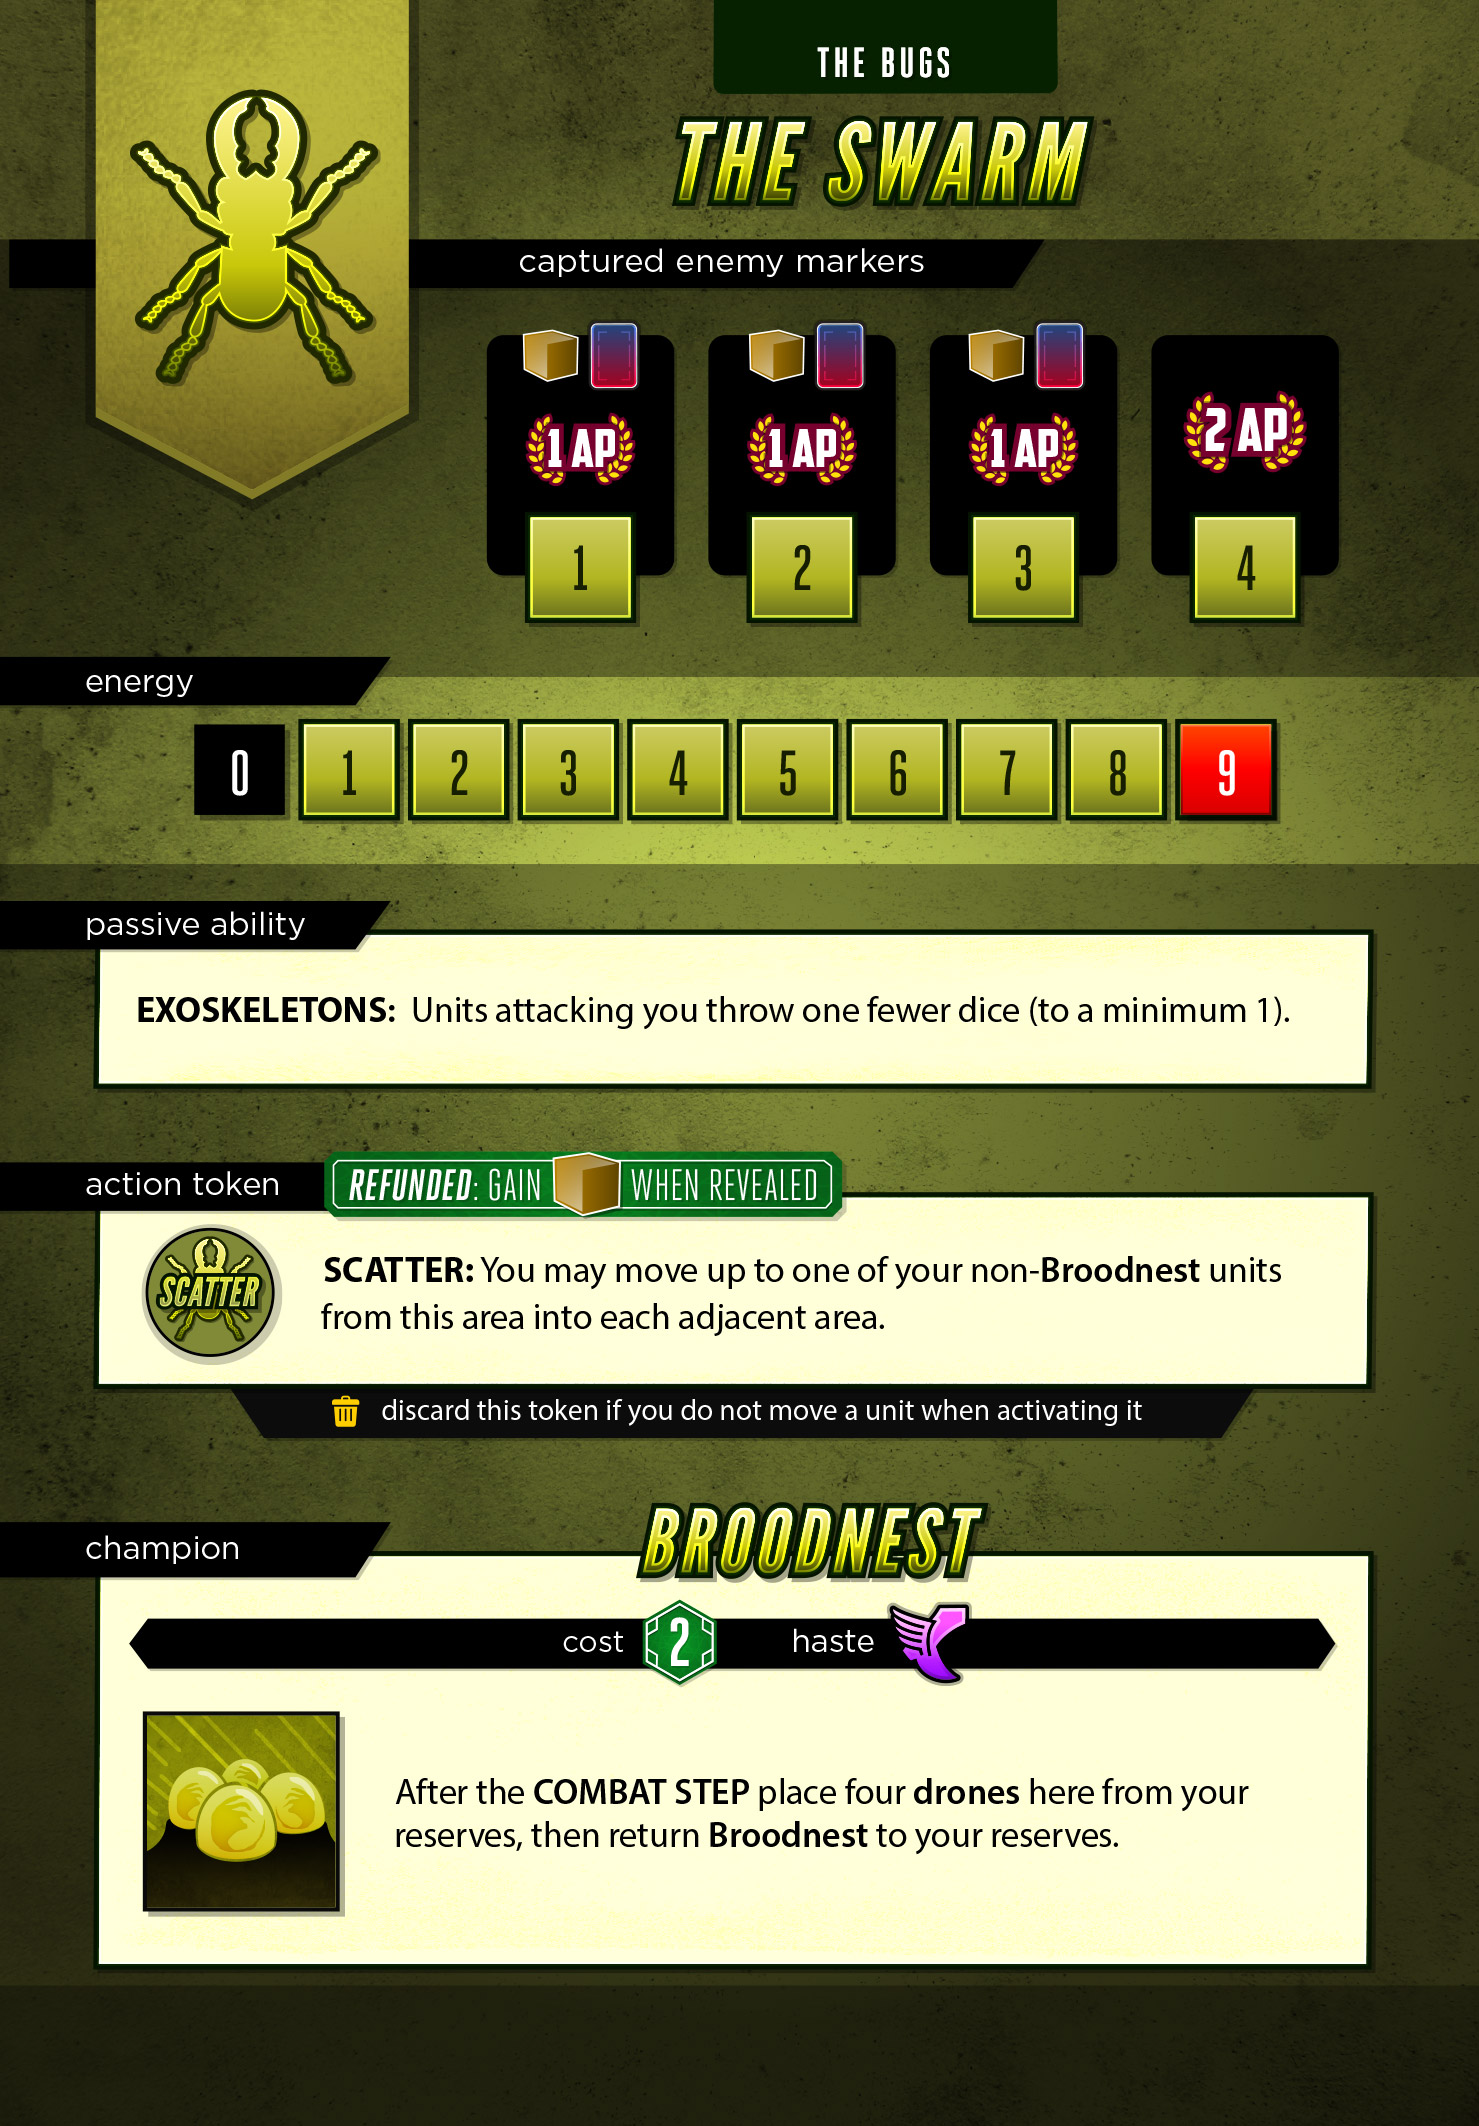 THE BUGS
THE SWARM
captured enemy markers
1 AP 1 AP 1 AP 2 AP
1 2 3 4
energy
0 1 2 3 4 5 6 7 8 9
passive ability
EXOSKELETONS: Units attacking you throw one fewer dice (to a minimum 1).
action token
REFUNDED: GAIN WHEN REVEALED
SCATTER
SCATTER: You may move up to one of your non-Broodnest units
from this area into each adjacent area.
discard this token if you do not move a unit when activating it
champion
BROODNEST
cost 2 haste
After the COMBAT STEP place four drones here from your
reserves, then return Broodnest to your reserves.